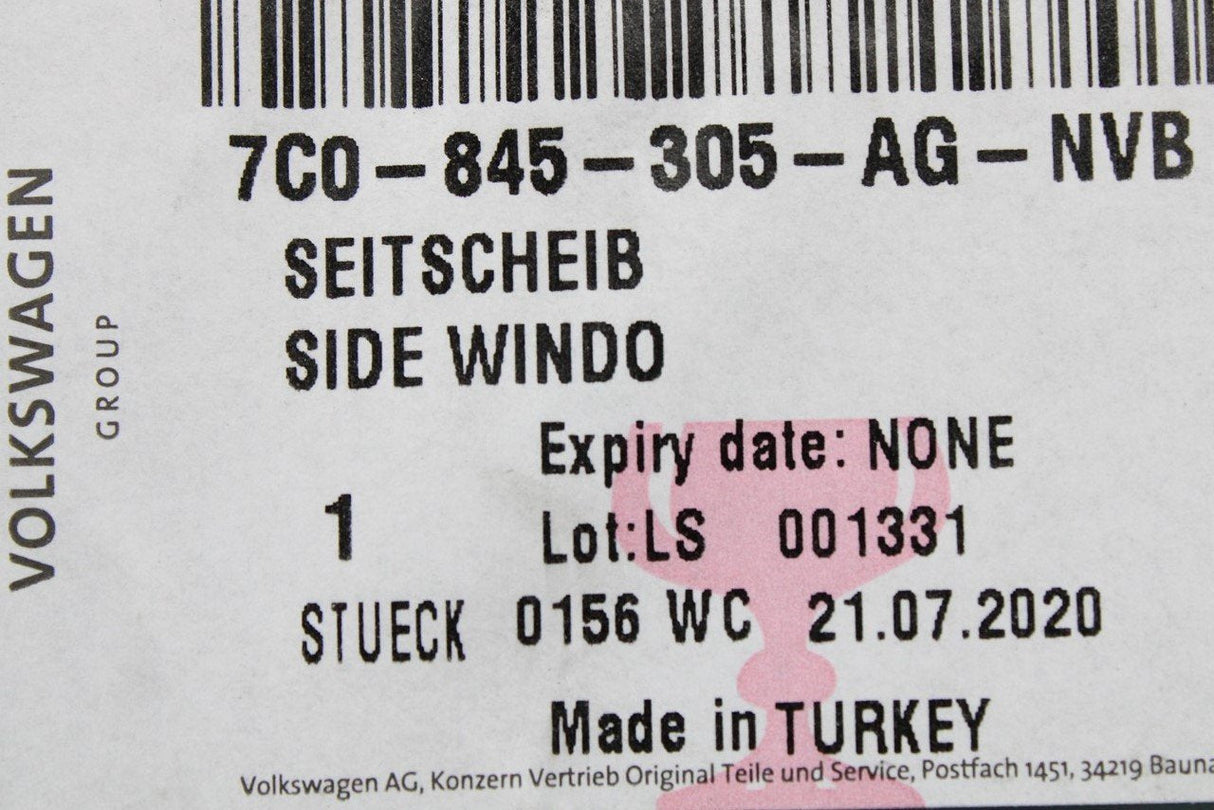 7C0-845-305-AG-NVB
SEITSCHEIB
SIDE WINDO
Expiry date: NONE
1 Lot:LS 001331
STUECK 0156 WC 21.07.2020
Made in TURKEY
Volkswagen AG, Konzern Vertrieb Original Teile und Service, Postfach 1451, 34219
VOLKSWAGEN
GROUP